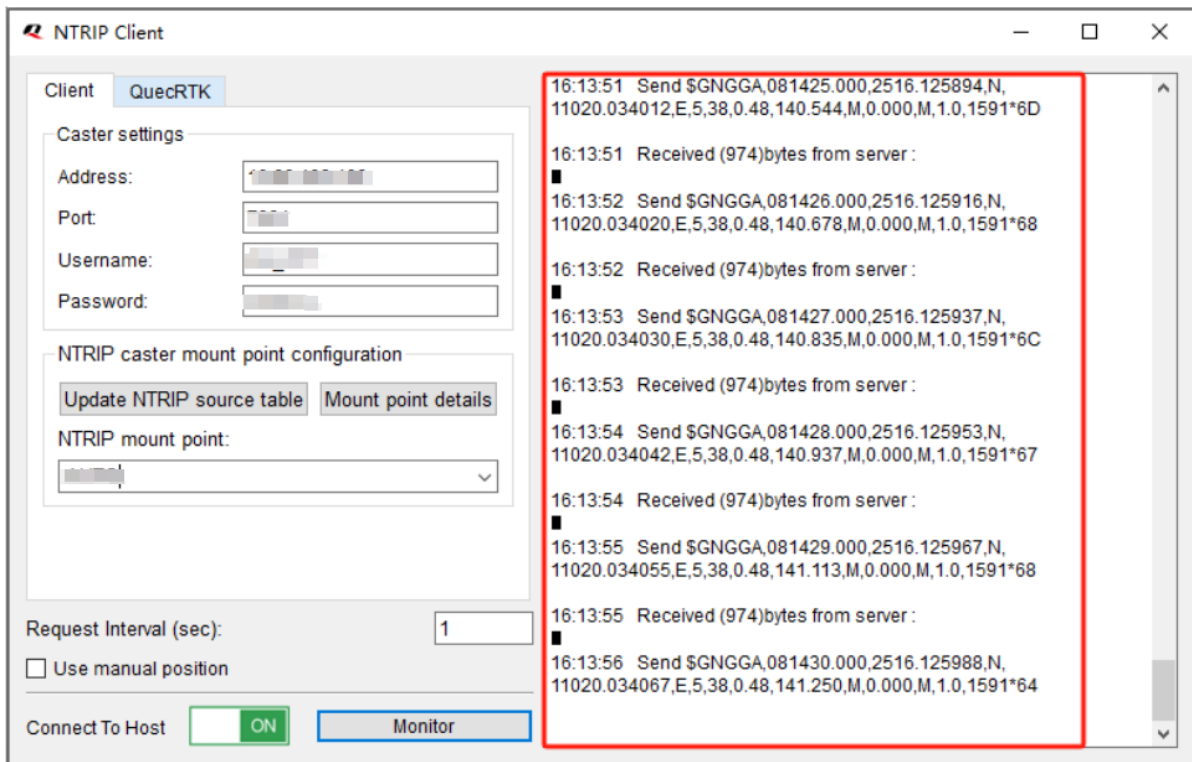 NTRIP Client
Client
QuecRTK
Caster settings
Address:
Port:
Username:
Password:
NTRIP caster mount point configuration
Update NTRIP source table
Mount point details
NTRIP mount point:
Request Interval (sec):
1
Use manual position
Connect To Host
ON
Monitor
16:13:51 Send $GNGGA,081425.000,2516.125894,N,
11020.034012,E,5,38,0.48,140.544,M,0.000,M,1.0,1591*6D
16:13:51 Received (974)bytes from server :
16:13:52 Send $GNGGA,081426.000,2516.125916,N,
11020.034020,E,5,38,0.48,140.678,M,0.000,M,1.0,1591*68
16:13:52 Received (974)bytes from server :
16:13:53 Send $GNGGA,081427.000,2516.125937,N,
11020.034030,E,5,38,0.48,140.835,M,0.000,M,1.0,1591*6C
16:13:53 Received (974)bytes from server :
16:13:54 Send $GNGGA,081428.000,2516.125953,N,
11020.034042,E,5,38,0.48,140.937,M,0.000,M,1.0,1591*67
16:13:54 Received (974)bytes from server :
16:13:55 Send $GNGGA,081429.000,2516.125967,N,
11020.034055,E,5,38,0.48,141.113,M,0.000,M,1.0,1591*68
16:13:55 Received (974)bytes from server :
16:13:56 Send $GNGGA,081430.000,2516.125988,N,
11020.034067,E,5,38,0.48,141.250,M,0.000,M,1.0,1591*64